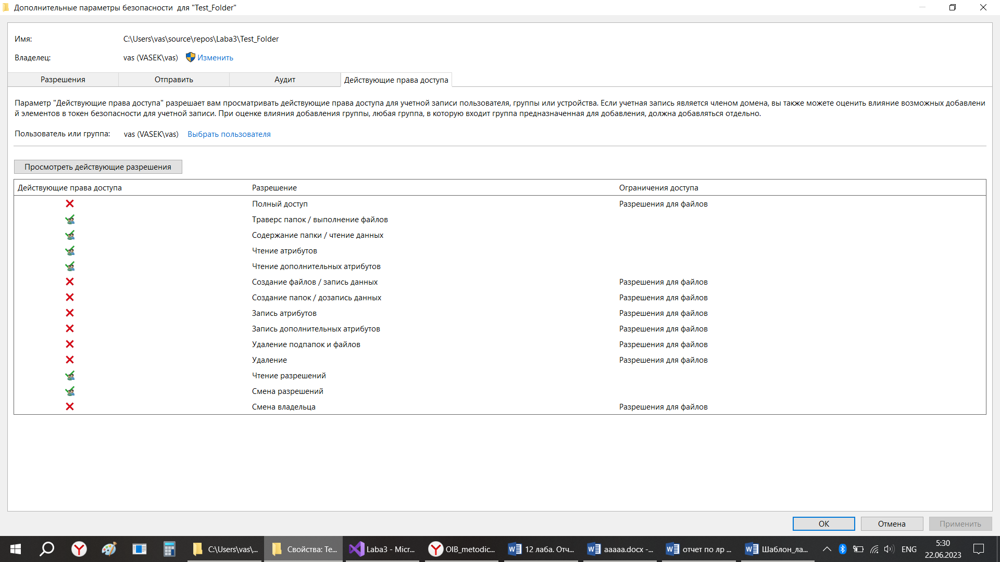 Дополнительные параметры безопасности для "Test_Folder"
Имя: C:\Users\vas\source\repos\Laba3\Test_Folder
Владелец: vas (VASEK\vas) Изменить
Разрешения Отправить Аудит Действующие права доступа
Параметр "Действующие права доступа" разрешает вам просматривать действующие права доступа для учетной записи пользователя, группы или устройства. Если учетная запись является членом домена, вы также можете оценить влияние возможных добавлени
й элементов в токен безопасности для учетной записи. При оценке влияния добавления группы, любая группа, в которую входит группа предназначенная для добавления, должна добавляться отдельно.
Пользователь или группа: vas (VASEK\vas) Выбрать пользователя
Просмотреть действующие разрешения
Действующие права доступа Разрешение Ограничения доступа
Полный доступ Разрешения для файлов
Траверс папок / выполнение файлов
Содержание папки / чтение данных
Чтение атрибутов
Чтение дополнительных атрибутов
Создание файлов / запись данных Разрешения для файлов
Создание папок / дозапись данных Разрешения для файлов
Запись атрибутов Разрешения для файлов
Запись дополнительных атрибутов Разрешения для файлов
Удаление подпапок и файлов Разрешения для файлов
Удаление Разрешения для файлов
Чтение разрешений
Смена разрешений
Смена владельца Разрешения для файлов
ОК Отмена Применить
C:\Users\vas\... Свойства: Te... Laba3 - Micr... OIB_metodic... 12 лаба. Отч... ааааа.docx -... отчет по лр ... Шаблон_ла... ENG 5:30
22.06.2023